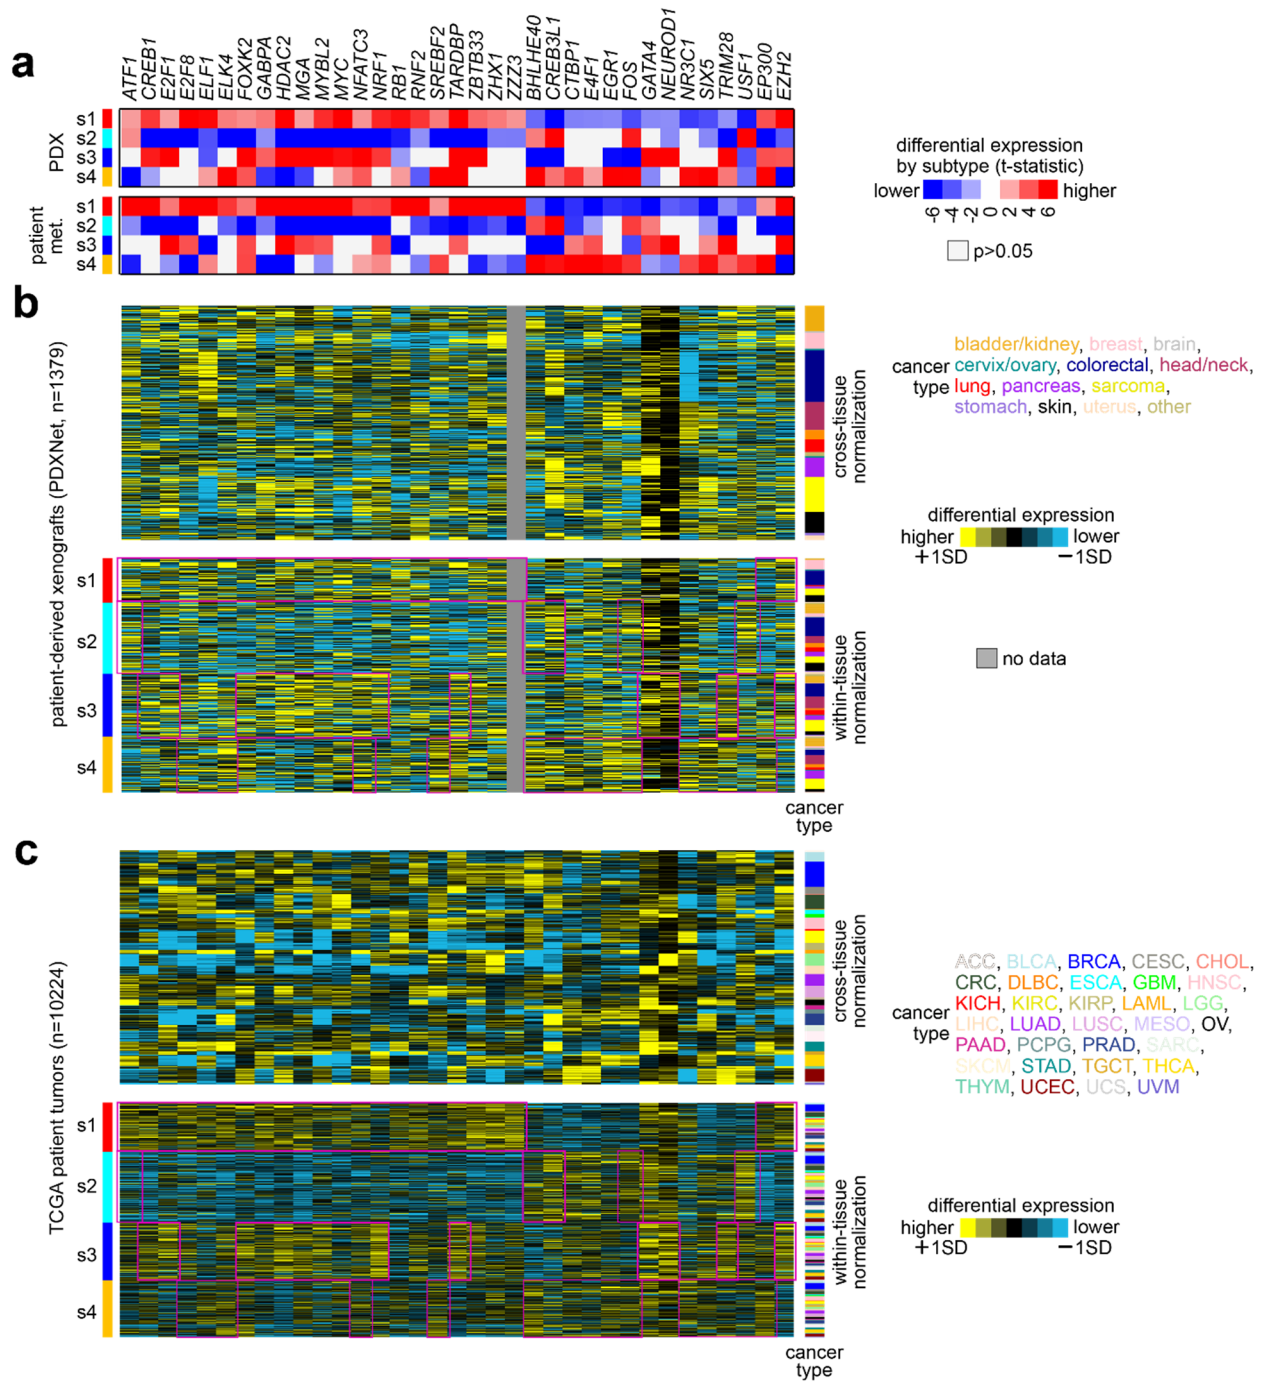 a
ATF1
CREB1
E2F1
E2F8
ELF1
ELK4
FOXK2
GABPA
HDAC2
MGA
MYBL2
MYC
NFATC3
NRF1
RB1
RNF2
SREBF2
TARDBP
ZBTB33
ZHX1
ZZZ3
BHLHE40
CREB3L1
CTBP1
E4F1
EGR1
FOS
GATA4
NEUROD1
NR3C1
SIX5
TRIM28
USF1
EP300
EZH2
PDX
s1
s2
s3
s4
patient
met.
s1
s2
s3
s4
differential expression
by subtype (t-statistic)
lower higher
-6 -4 -2 0 2 4 6
p>0.05
b
patient-derived xenografts (PDXNet, n=1379)
cross-tissue
normalization
s1
s2
s3
s4
within-tissue
normalization
cancer
type
cancer
type
bladder/kidney, breast, brain,
cervix/ovary, colorectal, head/neck,
lung, pancreas, sarcoma,
stomach, skin, uterus, other
differential expression
higher lower
+1SD −1SD
no data
c
TCGA patient tumors (n=10224)
cross-tissue
normalization
s1
s2
s3
s4
within-tissue
normalization
cancer
type
cancer
type
ACC, BLCA, BRCA, CESC, CHOL,
CRC, DLBC, ESCA, GBM, HNSC,
KICH, KIRC, KIRP, LAML, LGG,
LIHC, LUAD, LUSC, MESO, OV,
PAAD, PCPG, PRAD, SARC,
SKCM, STAD, TGCT, THCA,
THYM, UCEC, UCS, UVM
differential expression
higher lower
+1SD −1SD